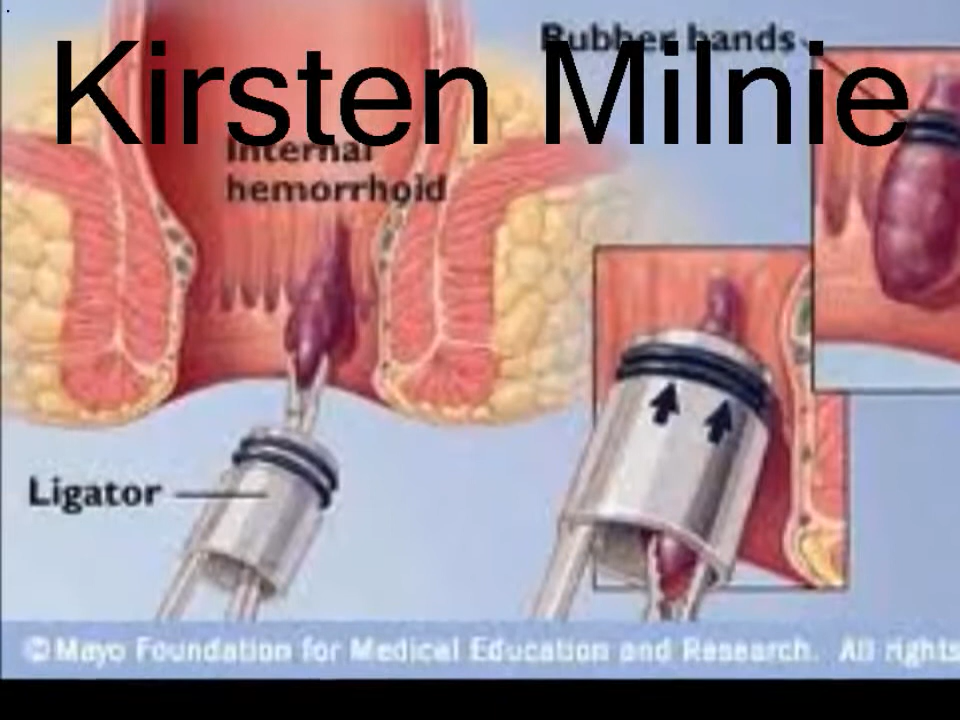 Kirsten Milnie
Rubber bands
Internal
hemorrhoid
Ligator
© Mayo Foundation for Medical Education and Research. All rights